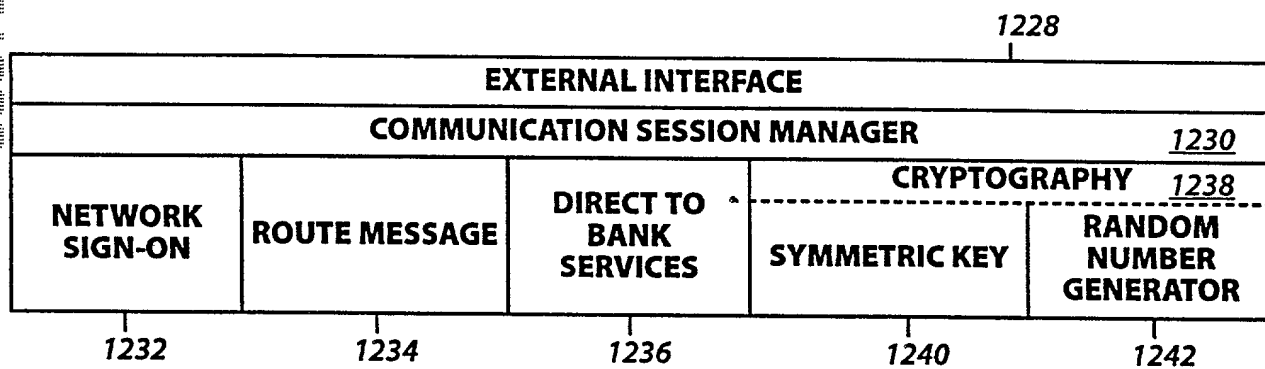 1228
EXTERNAL INTERFACE
COMMUNICATION SESSION MANAGER 1230
NETWORK
SIGN-ON
ROUTE MESSAGE
DIRECT TO
BANK
SERVICES
CRYPTOGRAPHY 1238
SYMMETRIC KEY
RANDOM
NUMBER
GENERATOR
1232 1234 1236 1240 1242